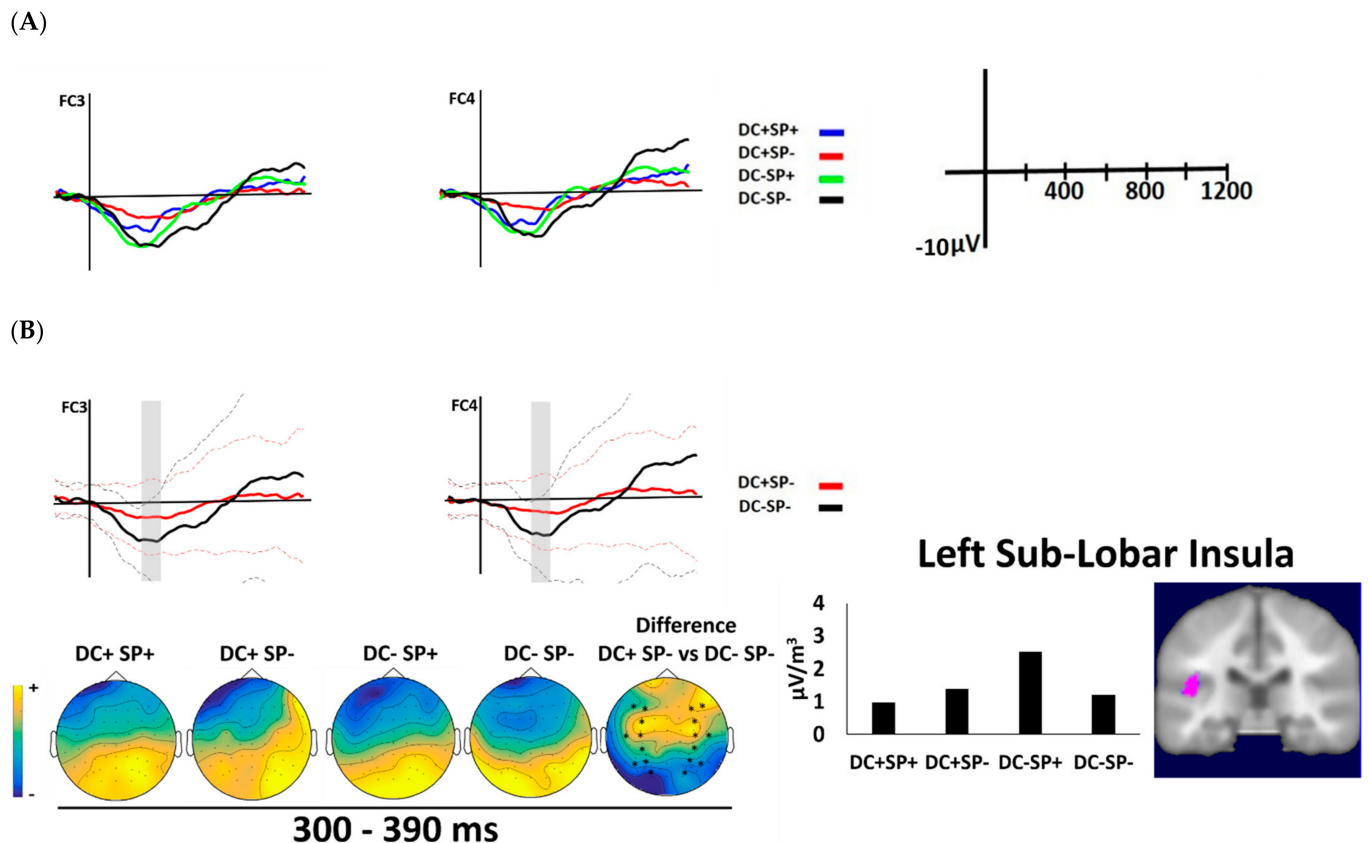 (A)
FC3
FC4
DC+SP+
DC+SP-
DC-SP+
DC-SP-
400 800 1200
-10µV
(B)
FC3
FC4
DC+SP-
DC-SP-
Left Sub-Lobar Insula
Difference
DC+ SP+ DC+ SP- DC- SP+ DC- SP- DC+ SP- vs DC- SP-
+
-
300 - 390 ms
µV/m³
4
3
2
1
0
DC+SP+ DC+SP- DC-SP+ DC-SP-